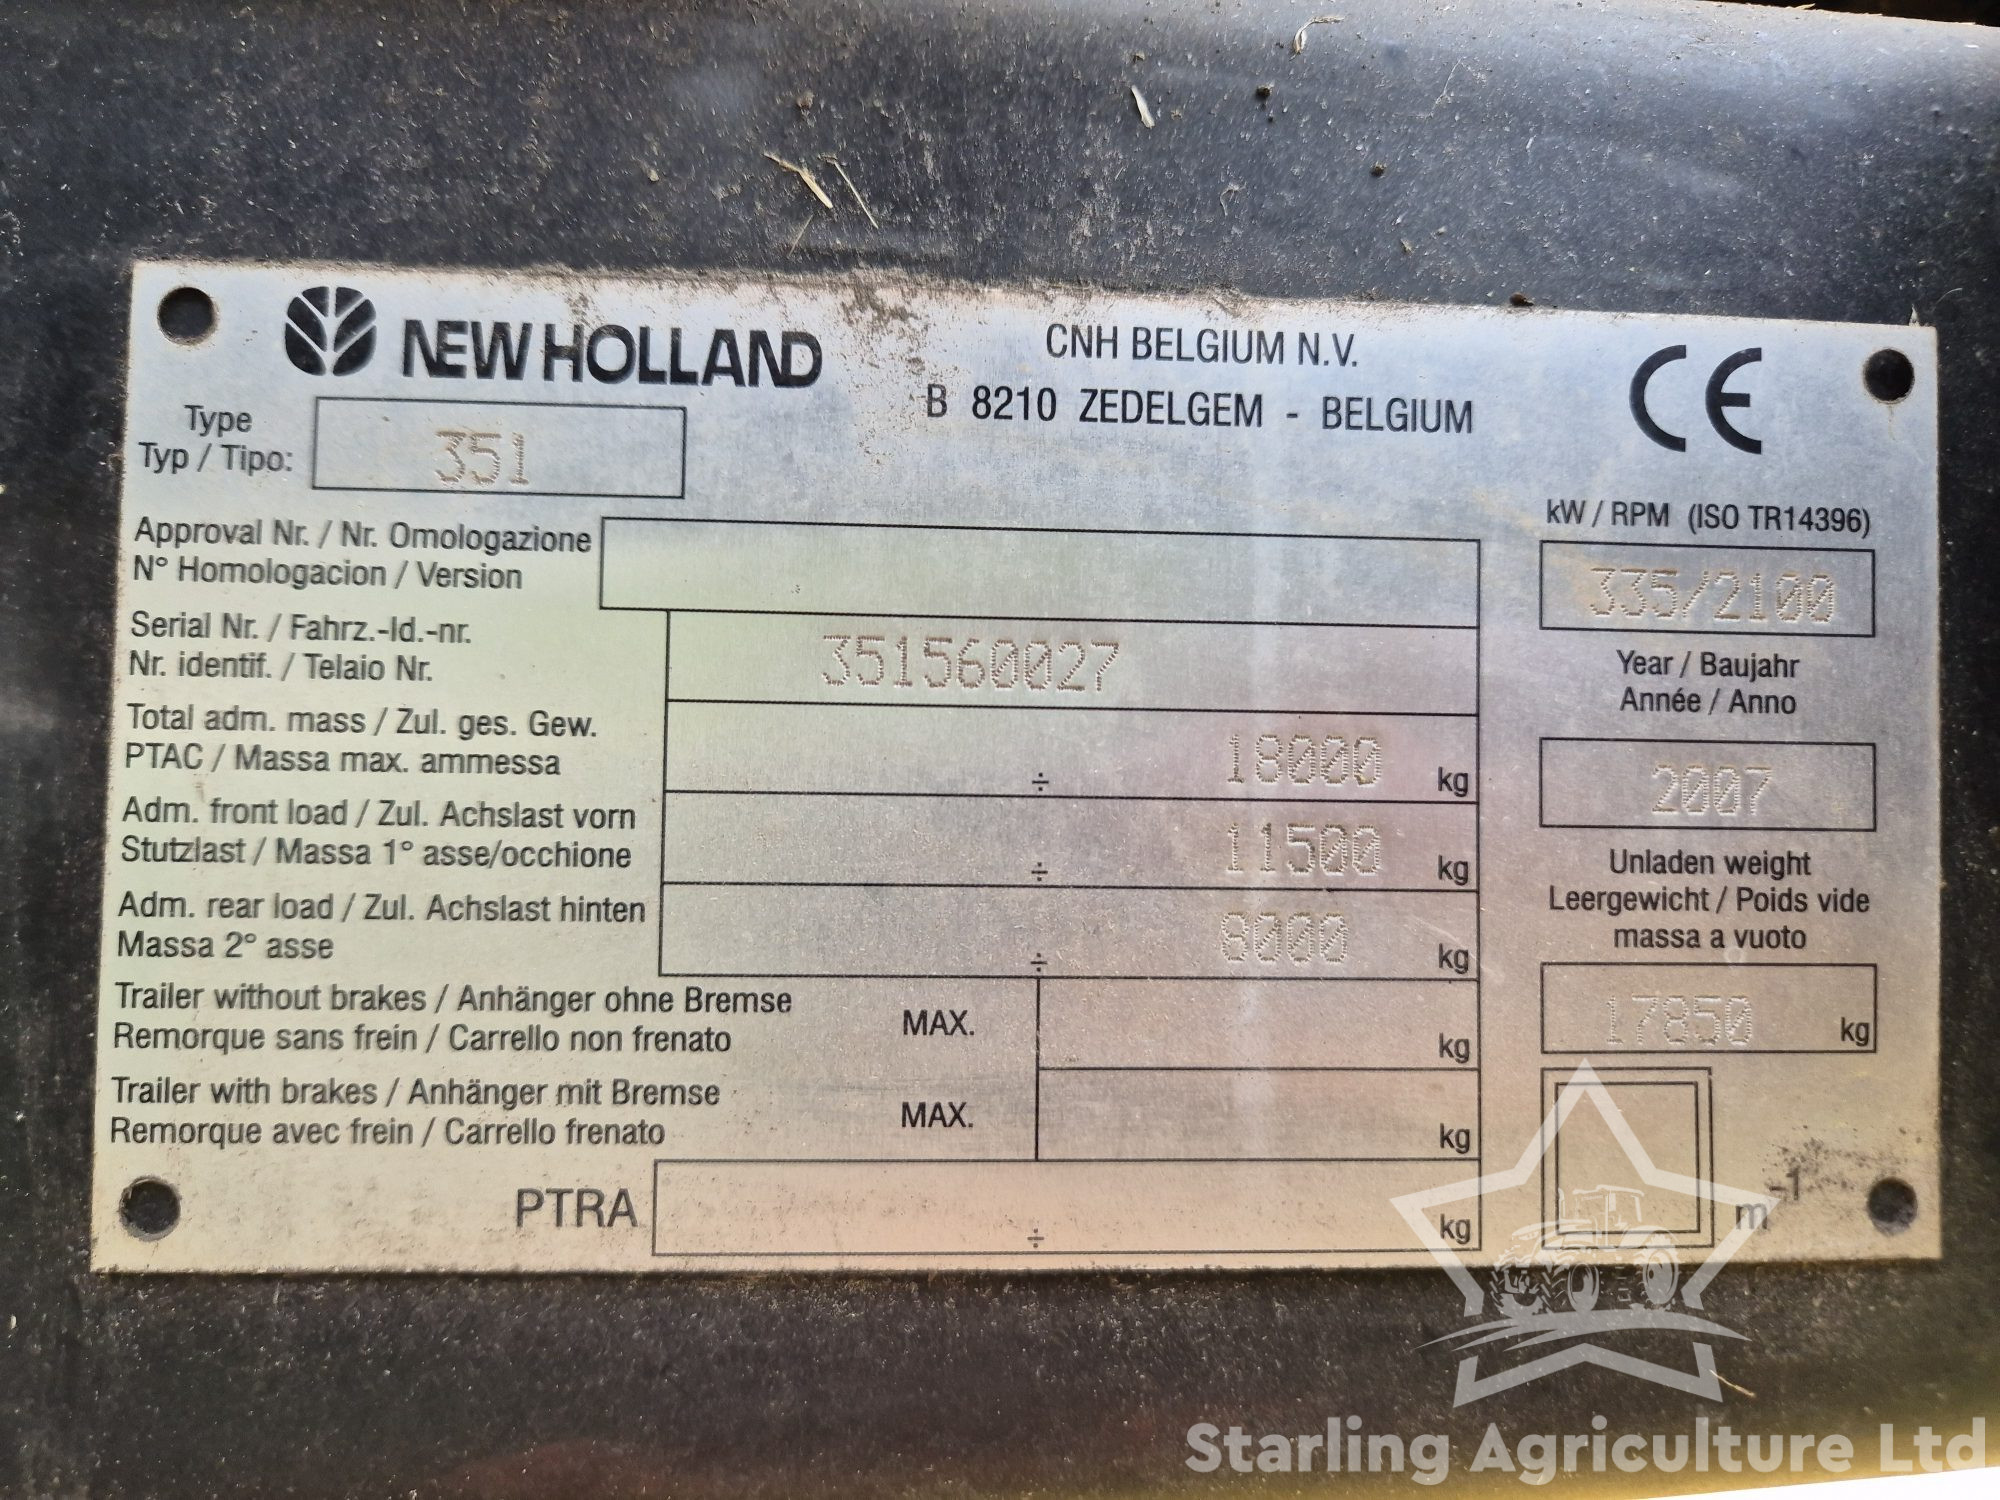 NEW HOLLAND
CNH BELGIUM N.V.
B 8210 ZEDELGEM - BELGIUM
CE
Type
Typ / Tipo:
351
Approval Nr. / Nr. Omologazione
N° Homologacion / Version
Serial Nr. / Fahrz.-Id.-nr.
Nr. identif. / Telaio Nr.
351560027
Total adm. mass / Zul. ges. Gew.
PTAC / Massa max. ammessa
÷ 18000 kg
Adm. front load / Zul. Achslast vorn
Stutzlast / Massa 1° asse/occhione
÷ 11500 kg
Adm. rear load / Zul. Achslast hinten
Massa 2° asse
÷ 8000 kg
Trailer without brakes / Anhänger ohne Bremse
Remorque sans frein / Carrello non frenato
MAX. kg
Trailer with brakes / Anhänger mit Bremse
Remorque avec frein / Carrello frenato
MAX. kg
PTRA ÷ kg
kW / RPM (ISO TR14396)
335/2100
Year / Baujahr
Année / Anno
2007
Unladen weight
Leergewicht / Poids vide
massa a vuoto
17850 kg
m-1
Starling Agriculture Ltd